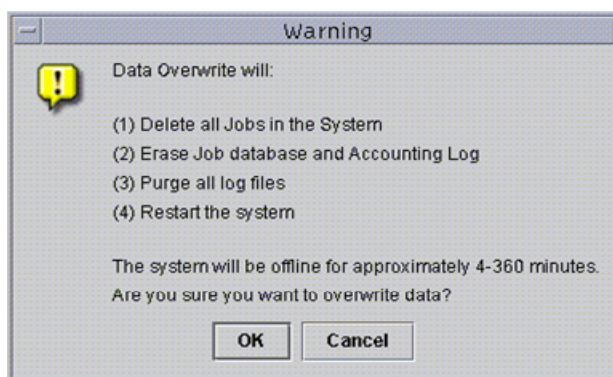 Warning
Data Overwrite will:
(1) Delete all Jobs in the System
(2) Erase Job database and Accounting Log
(3) Purge all log files
(4) Restart the system
The system will be offline for approximately 4-360 minutes.
Are you sure you want to overwrite data?
OK Cancel